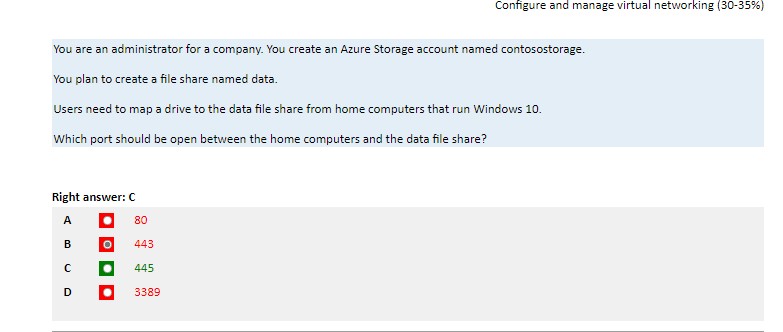 Configure and manage virtual networking (30-35%)
You are an administrator for a company. You create an Azure Storage account named contosostorage.
You plan to create a file share named data.
Users need to map a drive to the data file share from home computers that run Windows 10.
Which port should be open between the home computers and the data file share?
Right answer: C
A 80
B 443
C 445
D 3389